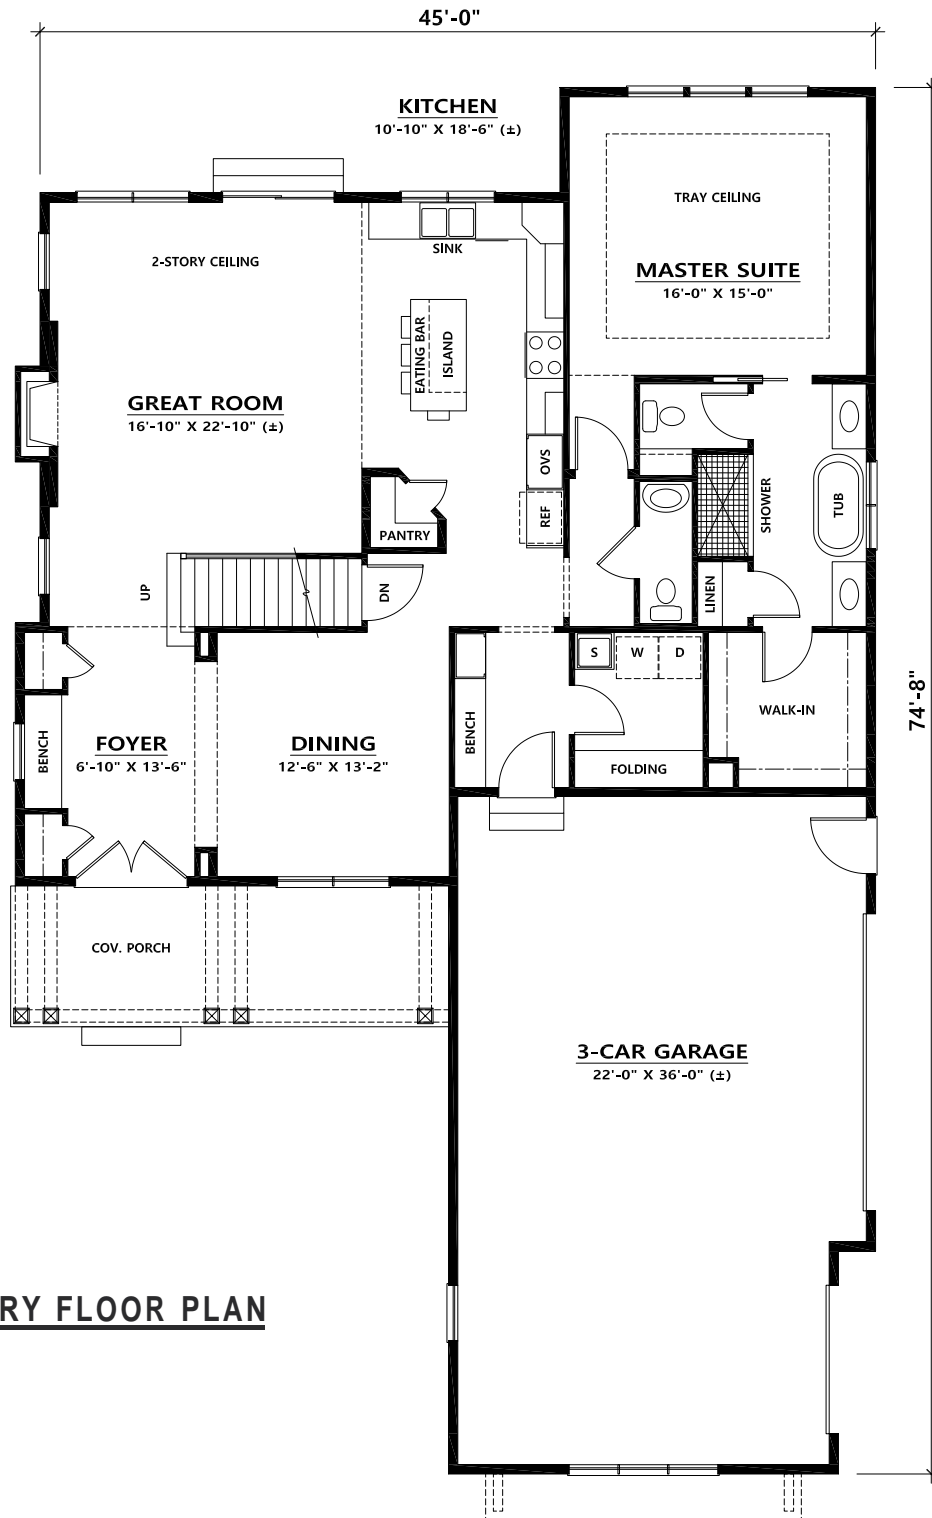 45'-0"
KITCHEN
10'-10" X 18'-6" (±)
TRAY CEILING
MASTER SUITE
16'-0" X 15'-0"
2-STORY CEILING
SINK
EATING BAR
ISLAND
GREAT ROOM
16'-10" X 22'-10" (±)
OVS
REF
PANTRY
SHOWER
TUB
UP
DN
LINEN
S
W
D
74'-8"
WALK-IN
BENCH
FOYER
6'-10" X 13'-6"
DINING
12'-6" X 13'-2"
BENCH
FOLDING
COV. PORCH
3-CAR GARAGE
22'-0" X 36'-0" (±)
RY FLOOR PLAN